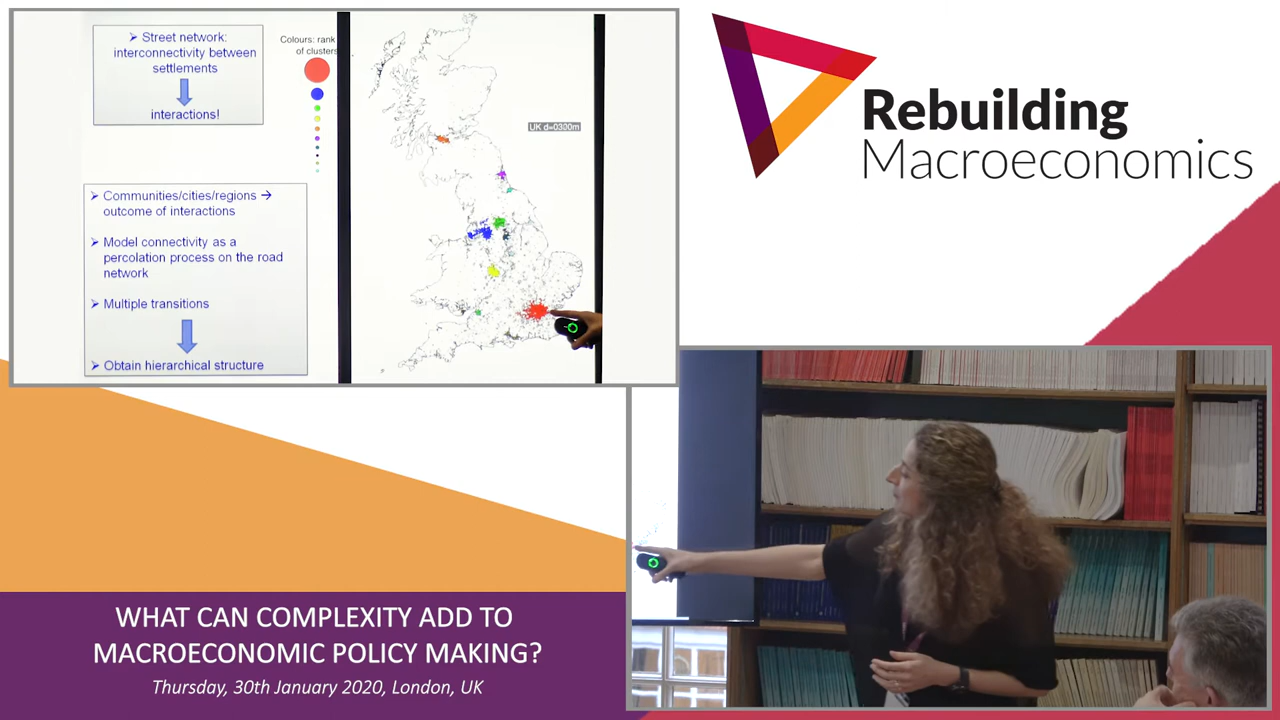 ➢ Street network:
interconnectivity between
settlements
interactions!
Colours: rank
of clusters
UK d=0300m
➢ Communities/cities/regions →
outcome of interactions
➢ Model connectivity as a
percolation process on the road
network
➢ Multiple transitions
➢ Obtain hierarchical structure
Rebuilding
Macroeconomics
WHAT CAN COMPLEXITY ADD TO
MACROECONOMIC POLICY MAKING?
Thursday, 30th January 2020, London, UK